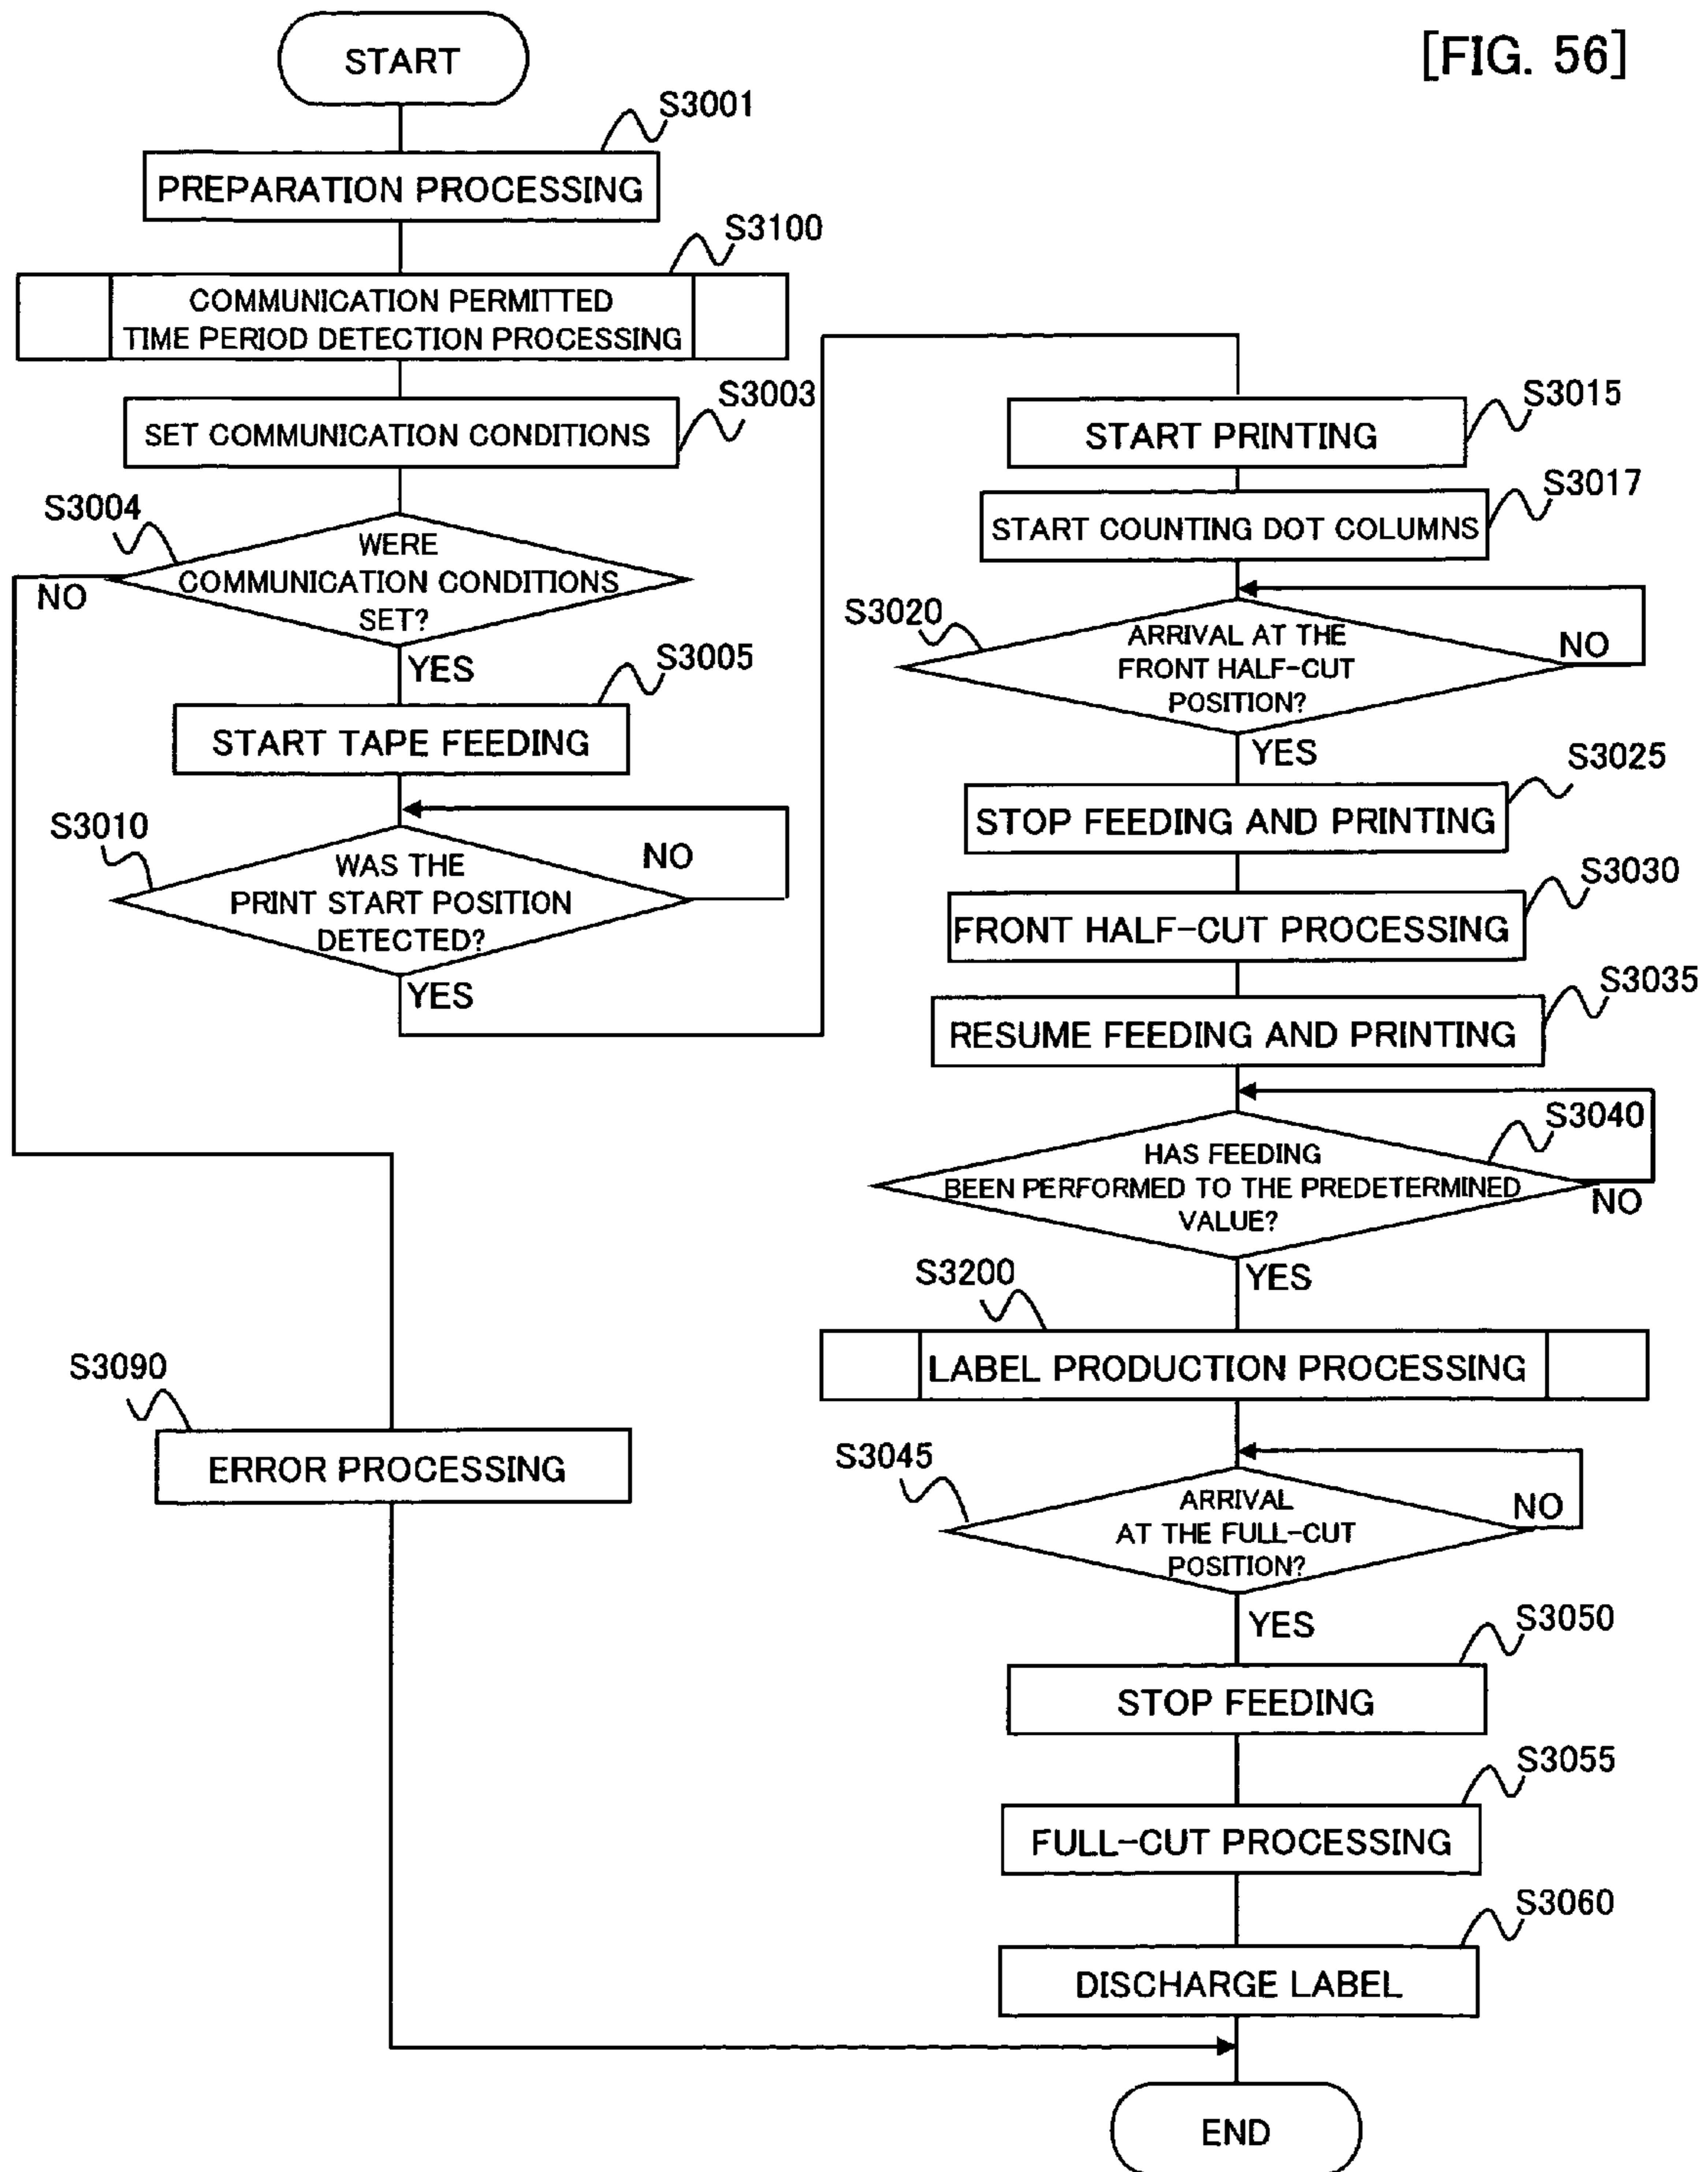 [FIG. 56]
START
S3001
PREPARATION PROCESSING
S3100
COMMUNICATION PERMITTED
TIME PERIOD DETECTION PROCESSING
S3003
SET COMMUNICATION CONDITIONS
S3004
WERE
COMMUNICATION CONDITIONS
SET?
NO
YES
S3005
START TAPE FEEDING
S3010
WAS THE
PRINT START POSITION
DETECTED?
NO
YES
S3090
ERROR PROCESSING
S3015
START PRINTING
S3017
START COUNTING DOT COLUMNS
S3020
ARRIVAL AT THE
FRONT HALF-CUT
POSITION?
NO
YES
S3025
STOP FEEDING AND PRINTING
S3030
FRONT HALF-CUT PROCESSING
S3035
RESUME FEEDING AND PRINTING
S3040
HAS FEEDING
BEEN PERFORMED TO THE PREDETERMINED
VALUE?
NO
YES
S3200
LABEL PRODUCTION PROCESSING
S3045
ARRIVAL
AT THE FULL-CUT
POSITION?
NO
YES
S3050
STOP FEEDING
S3055
FULL-CUT PROCESSING
S3060
DISCHARGE LABEL
END